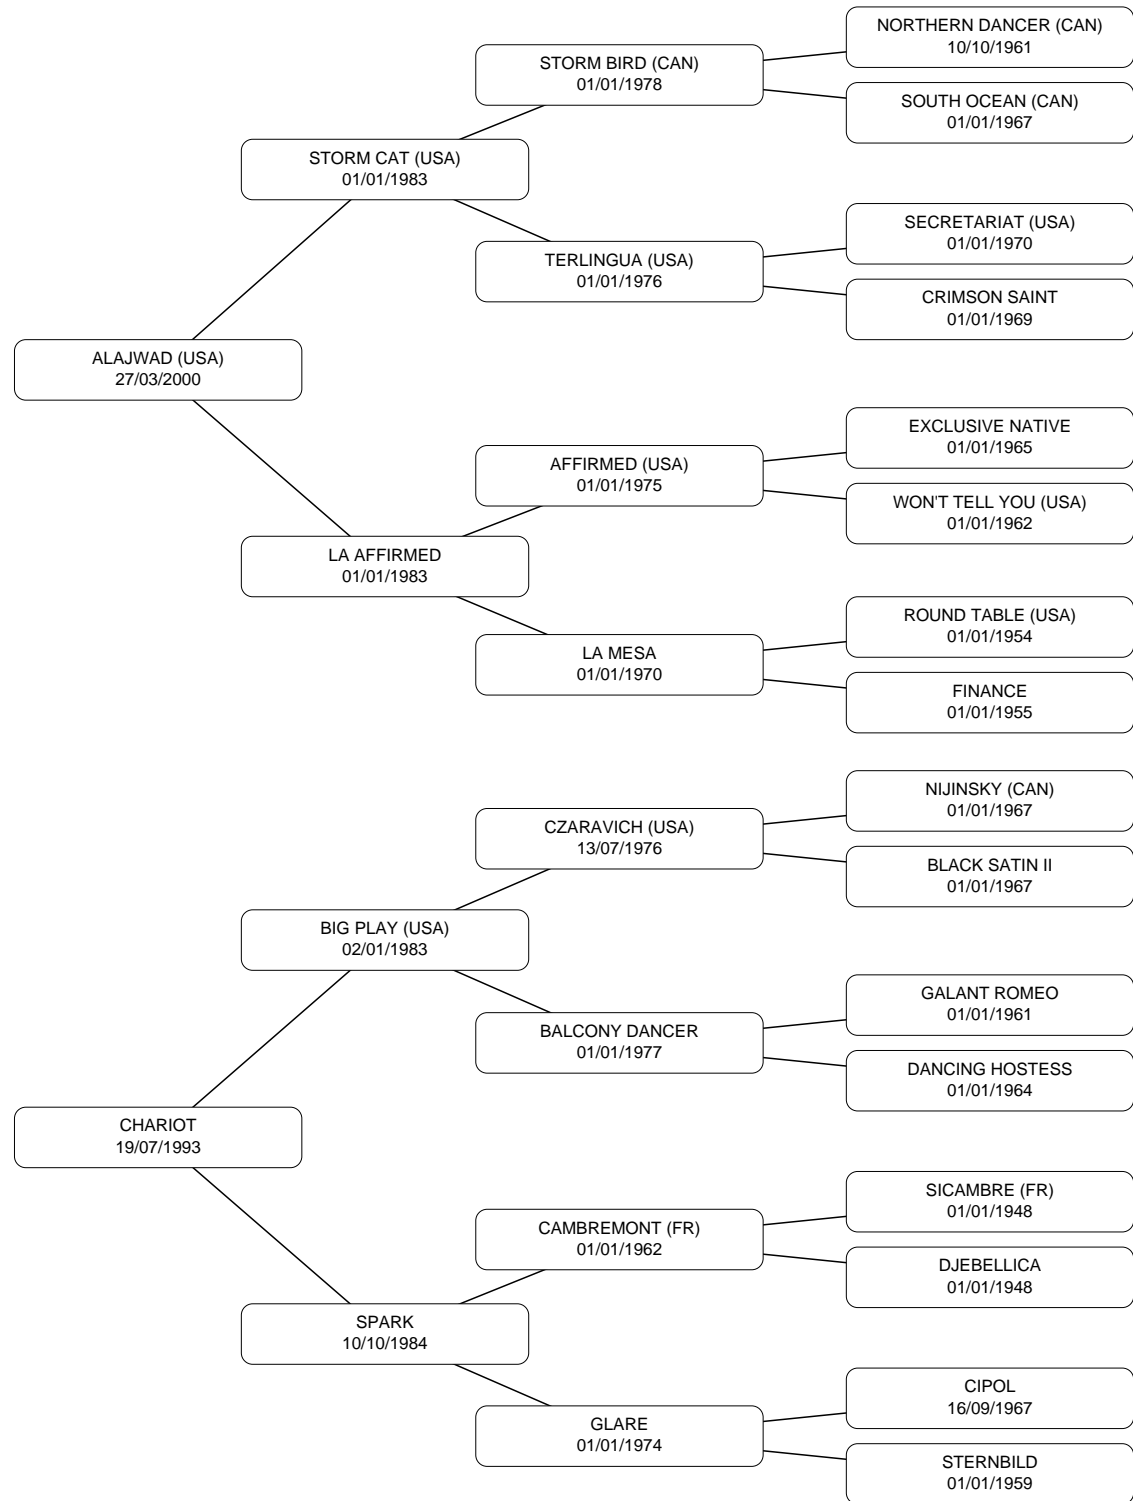 NORTHERN DANCER (CAN)
10/10/1961
STORM BIRD (CAN)
01/01/1978
SOUTH OCEAN (CAN)
01/01/1967
STORM CAT (USA)
01/01/1983
SECRETARIAT (USA)
01/01/1970
TERLINGUA (USA)
01/01/1976
CRIMSON SAINT
01/01/1969
ALAJWAD (USA)
27/03/2000
EXCLUSIVE NATIVE
01/01/1965
AFFIRMED (USA)
01/01/1975
WON'T TELL YOU (USA)
01/01/1962
LA AFFIRMED
01/01/1983
ROUND TABLE (USA)
01/01/1954
LA MESA
01/01/1970
FINANCE
01/01/1955
NIJINSKY (CAN)
01/01/1967
CZARAVICH (USA)
13/07/1976
BLACK SATIN II
01/01/1967
BIG PLAY (USA)
02/01/1983
GALANT ROMEO
01/01/1961
BALCONY DANCER
01/01/1977
DANCING HOSTESS
01/01/1964
CHARIOT
19/07/1993
SICAMBRE (FR)
01/01/1948
CAMBREMONT (FR)
01/01/1962
DJEBELLICA
01/01/1948
SPARK
10/10/1984
CIPOL
16/09/1967
GLARE
01/01/1974
STERNBILD
01/01/1959